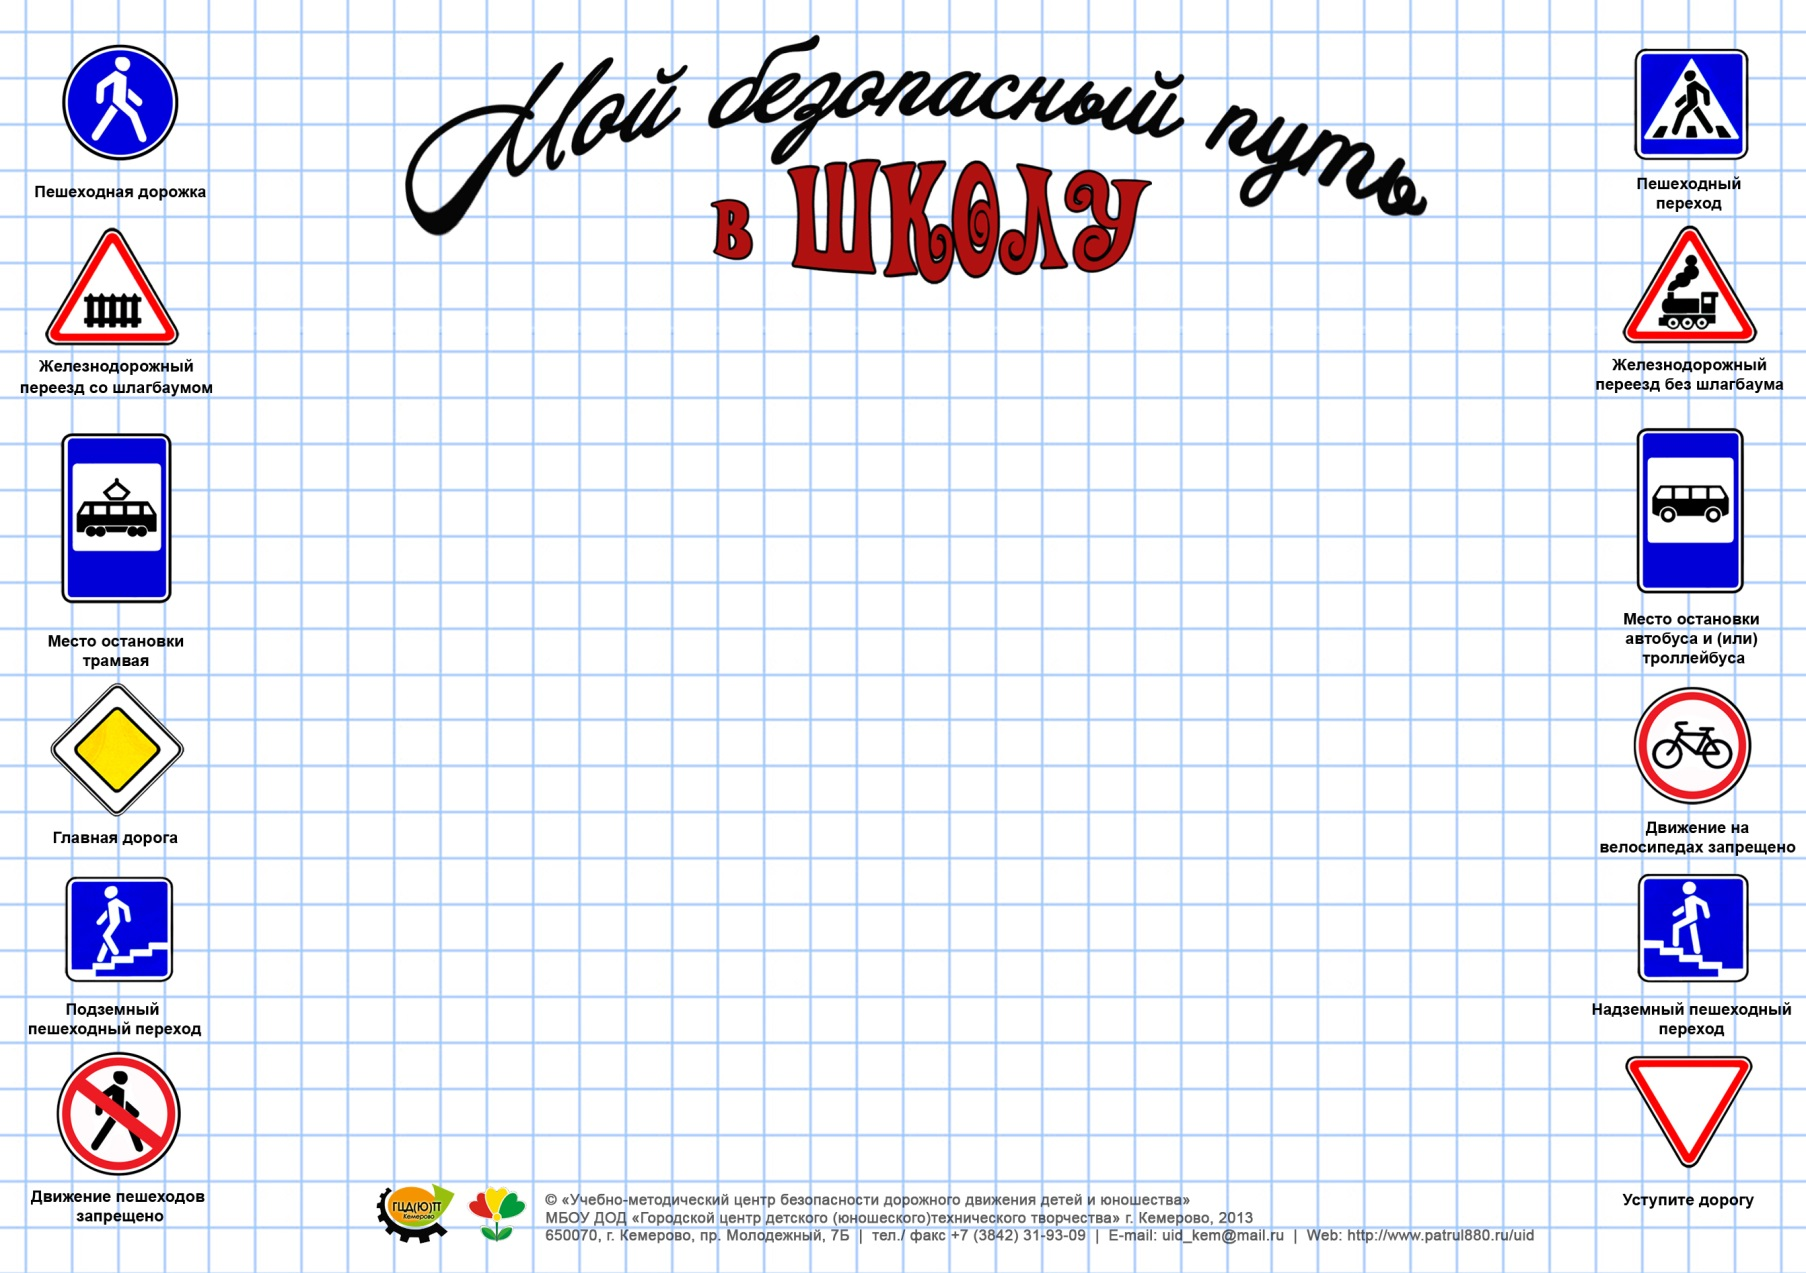 Мой безопасный путь
в ШКОЛУ
Пешеходная дорожка
Железнодорожный
переезд со шлагбаумом
Место остановки
трамвая
Главная дорога
Подземный
пешеходный переход
Движение пешеходов
запрещено
Пешеходный
переход
Железнодорожный
переезд без шлагбаума
Место остановки
автобуса и (или)
троллейбуса
Движение на
велосипедах запрещено
Надземный пешеходный
переход
Уступите дорогу
ГЦД(Ю)ТТ
Кемерово
© «Учебно-методический центр безопасности дорожного движения детей и юношества»
МБОУ ДОД «Городской центр детского (юношеского)технического творчества» г. Кемерово, 2013
650070, г. Кемерово, пр. Молодежный, 7Б | тел./ факс +7 (3842) 31-93-09 | E-mail: uid_kem@mail.ru | Web: http://www.patrul880.ru/uid